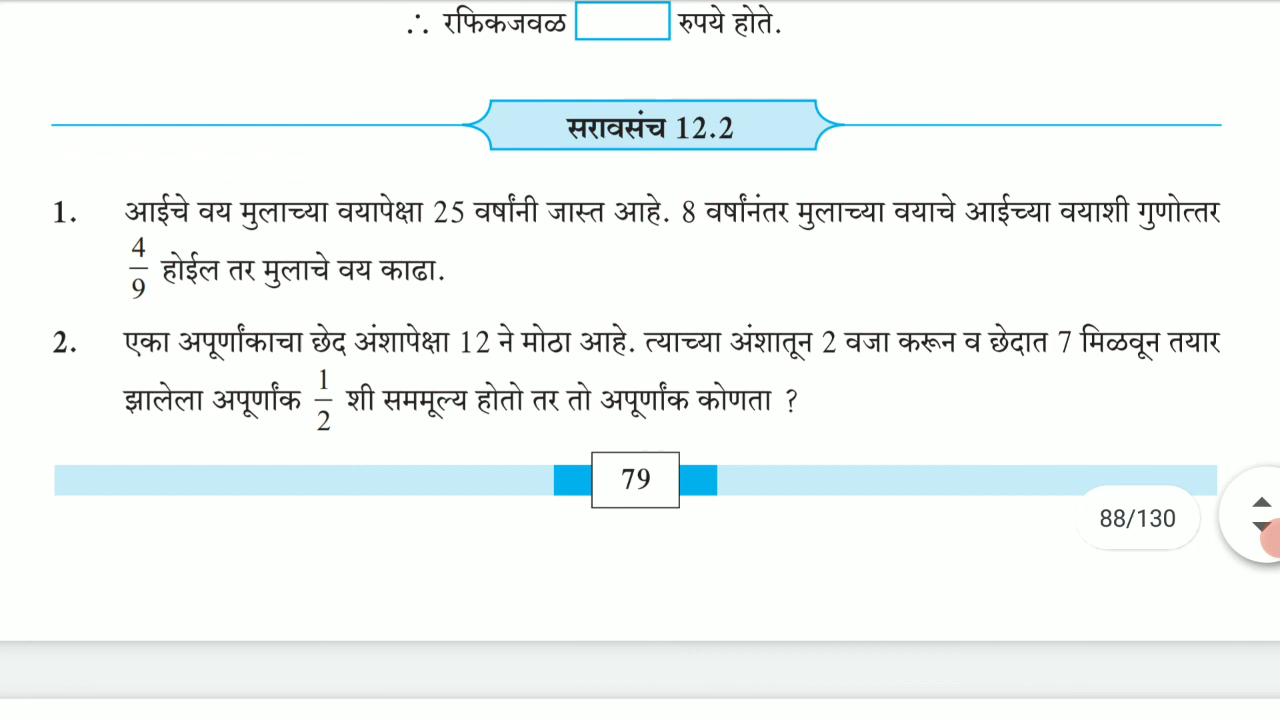 ∴ रफिकजवळ रुपये होते.
सरावसंच 12.2
1. आईचे वय मुलाच्या वयापेक्षा 25 वर्षांनी जास्त आहे. 8 वर्षांनंतर मुलाच्या वयाचे आईच्या वयाशी गुणोत्तर
4/9 होईल तर मुलाचे वय काढा.
2. एका अपूर्णांकाचा छेद अंशापेक्षा 12 ने मोठा आहे. त्याच्या अंशातून 2 वजा करून व छेदात 7 मिळवून तयार
झालेला अपूर्णांक 1/2 शी सममूल्य होतो तर तो अपूर्णांक कोणता ?
79
88/130